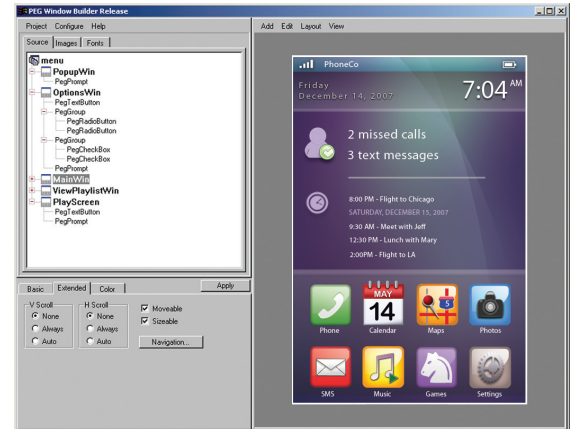 PEG Window Builder Release
Project Configure Help
Source Images Fonts
menu
PopupWin
PegPrompt
OptionsWin
PegTextButton
PegGroup
PegRadioButton
PegRadioButton
PegGroup
PegCheckBox
PegCheckBox
PegPrompt
MainWin
ViewPlaylistWin
PlayScreen
PegTextButton
PegPrompt
Basic Extended Color Apply
V Scroll H Scroll
None None Moveable
Always Always Sizeable
Auto Auto Navigation...
Add Edit Layout View
PhoneCo
Friday
December 14, 2007
7:04 AM
2 missed calls
3 text messages
8:00 PM - Flight to Chicago
SATURDAY, DECEMBER 15, 2007
9:30 AM - Meet with Jeff
12:30 PM - Lunch with Mary
2:00PM - Flight to LA
MAY
14 5
Phone Calendar Maps Photos
SMS Music Games Settings